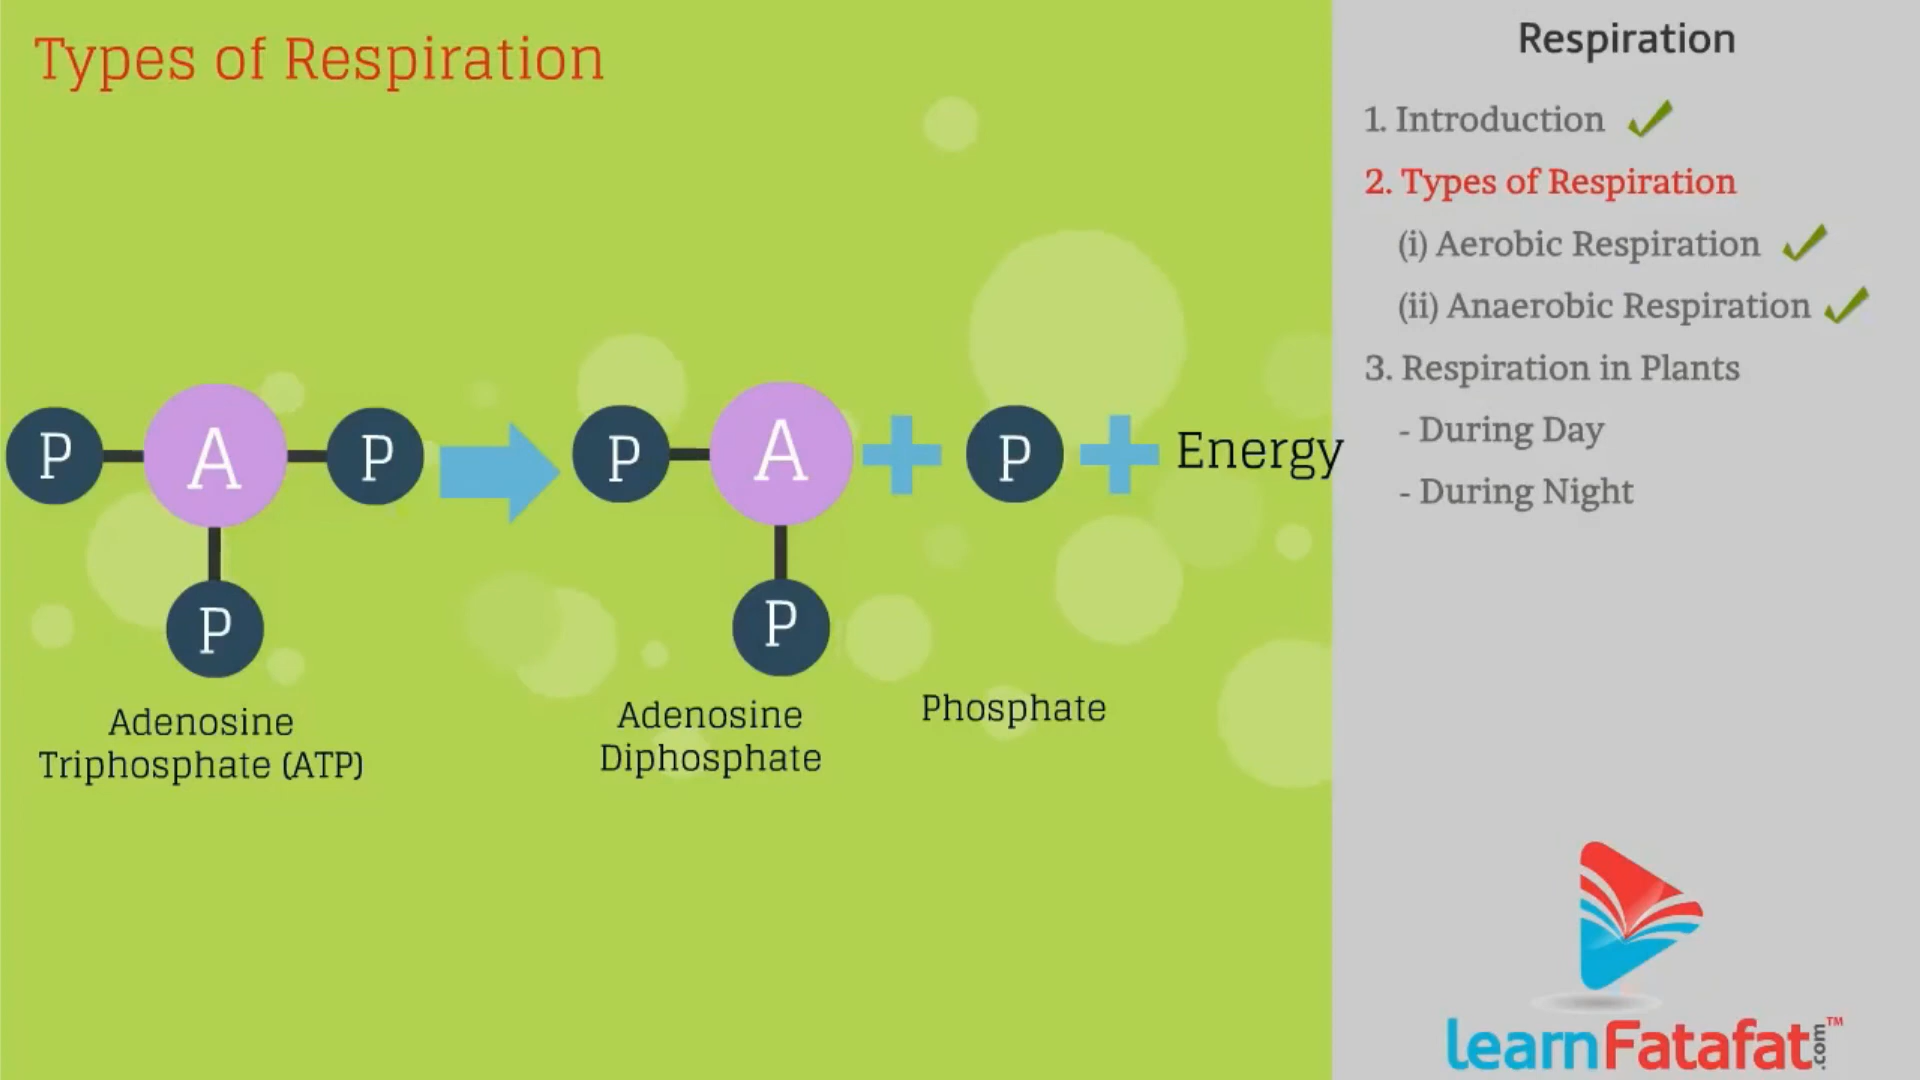 Types of Respiration
P A P
P
P A P Energy
P
Adenosine
Triphosphate (ATP)
Adenosine
Diphosphate
Phosphate
Respiration
1. Introduction
2. Types of Respiration
(i) Aerobic Respiration
(ii) Anaerobic Respiration
3. Respiration in Plants
- During Day
- During Night
learnFatafat.com™